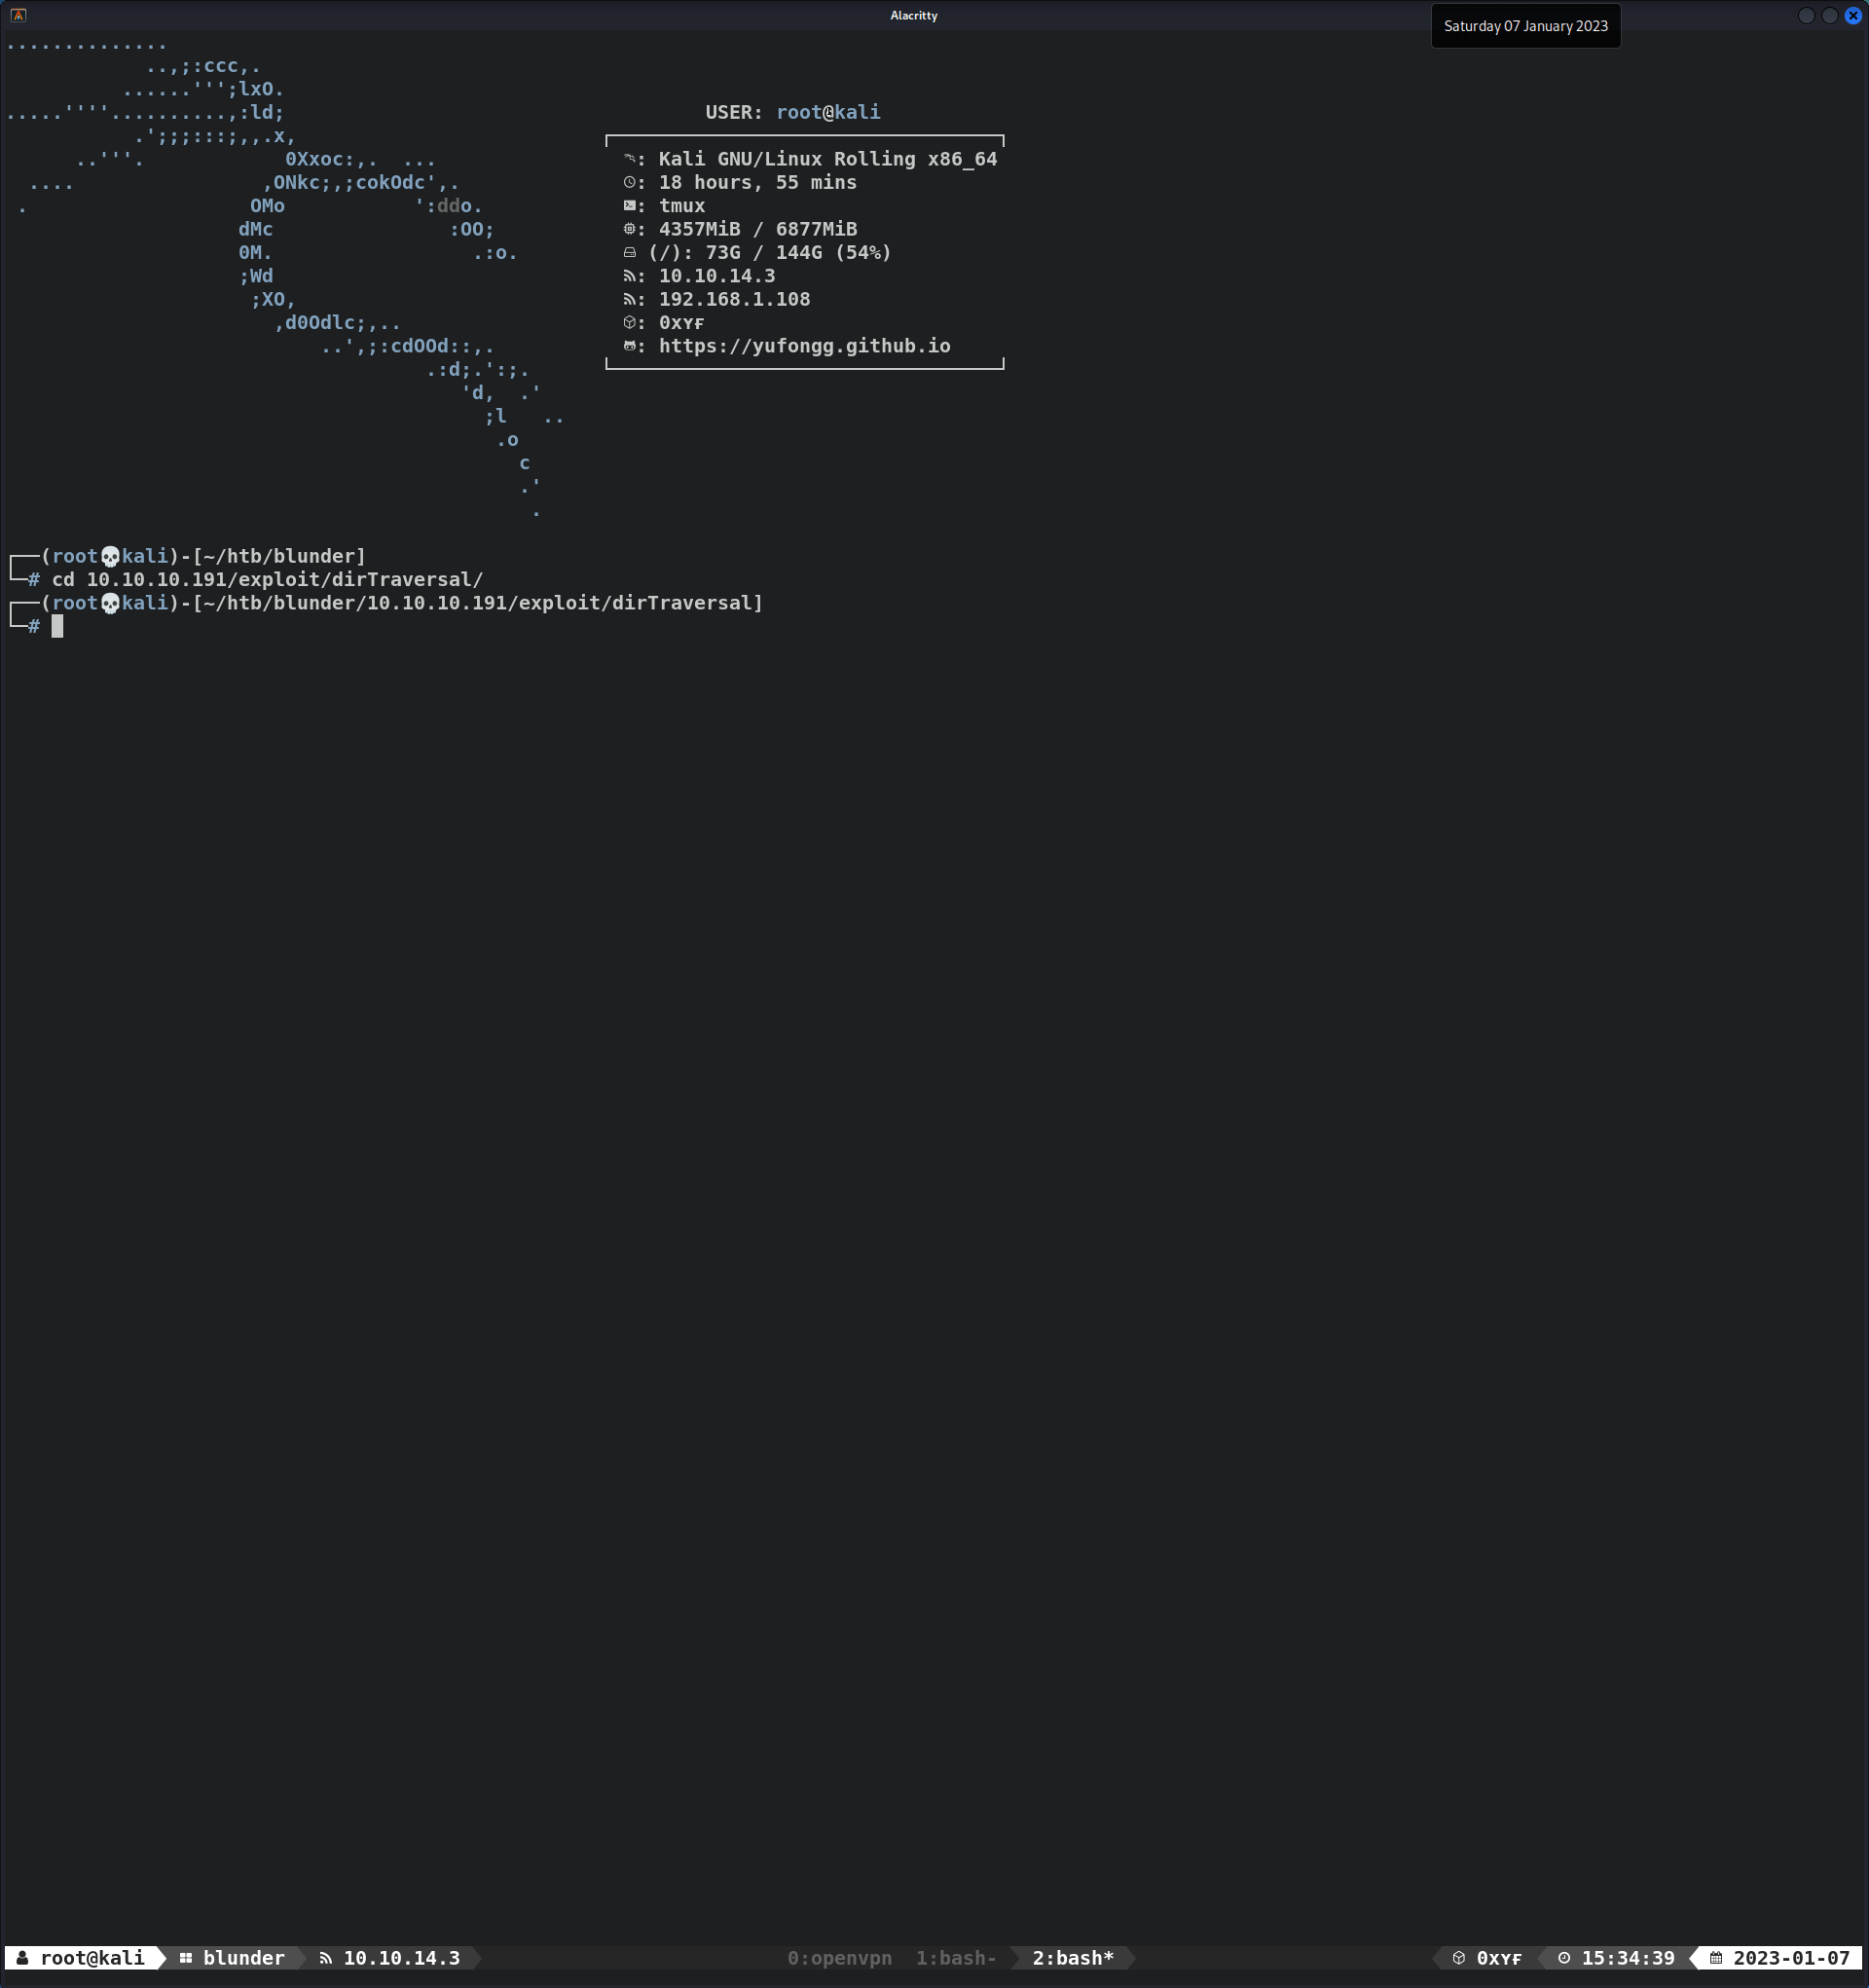 Alacritty
Saturday 07 January 2023
..............
            ..,;:ccc,.
          ......''';lxO.
.....''''..........,:ld;
           .';;;:::;,,.x,
      ..'''.            0Xxoc:,.  ...
  ....                ,ONkc;,;cokOdc',.
 .                   OMo           ':ddo.
                    dMc               :OO;
                    0M.                 .:o.
                    ;Wd
                     ;XO,
                       ,d0Odlc;,..
                           ..',;:cdOOd::,.
                                    .:d;.':;.
                                       'd,  .'
                                         ;l   ..
                                          .o
                                            c
                                            .'
                                             .
USER: root@kali
: Kali GNU/Linux Rolling x86_64
: 18 hours, 55 mins
: tmux
: 4357MiB / 6877MiB
(/): 73G / 144G (54%)
: 10.10.14.3
: 192.168.1.108
: 0xʏғ
: https://yufongg.github.io
┌──(root💀kali)-[~/htb/blunder]
└─# cd 10.10.10.191/exploit/dirTraversal/
┌──(root💀kali)-[~/htb/blunder/10.10.10.191/exploit/dirTraversal]
└─#
root@kali blunder 10.10.14.3 0:openvpn 1:bash- 2:bash* 0xʏғ 15:34:39 2023-01-07